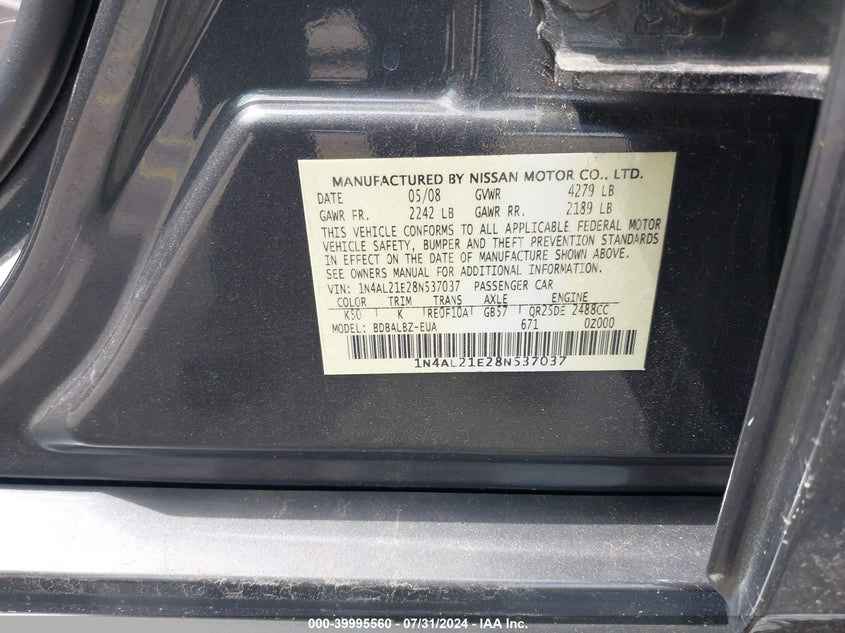 MANUFACTURED BY NISSAN MOTOR CO., LTD.
DATE 05/08 GVWR 4279 LB
GAWR FR. 2242 LB GAWR RR. 2189 LB
THIS VEHICLE CONFORMS TO ALL APPLICABLE FEDERAL MOTOR
VEHICLE SAFETY, BUMPER AND THEFT PREVENTION STANDARDS
IN EFFECT ON THE DATE OF MANUFACTURE SHOWN ABOVE.
SEE OWNERS MANUAL FOR ADDITIONAL INFORMATION.
VIN: 1N4AL21E28N537037 PASSENGER CAR
COLOR TRIM TRANS AXLE ENGINE
K50 K RE0F10A GB57 QR25DE 2488CC
MODEL: BDBALBZ-EUA 671 0Z000
1N4AL21E28N537037
000-39995560 - 07/31/2024 - IAA Inc.